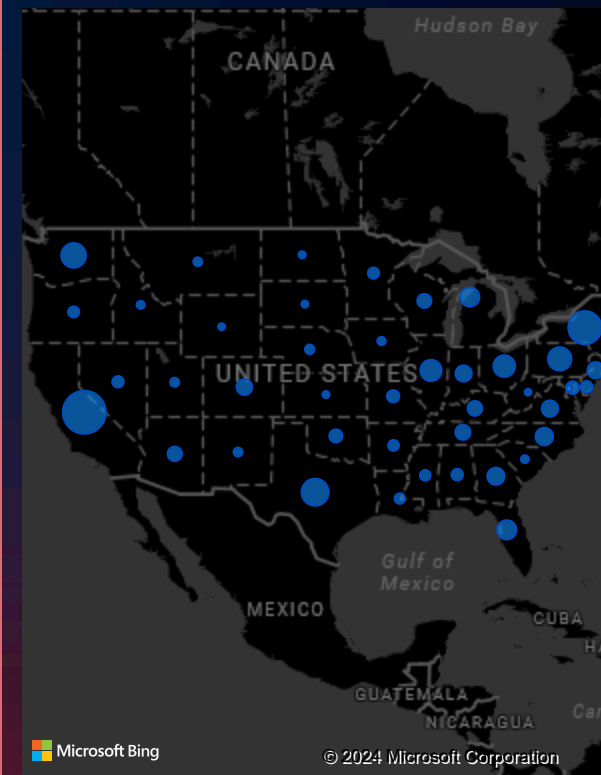 Hudson Bay
CANADA
UNITED STATES
Gulf of
Mexico
MEXICO
CUBA
GUATEMALA
NICARAGUA
Microsoft Bing
© 2024 Microsoft Corporation